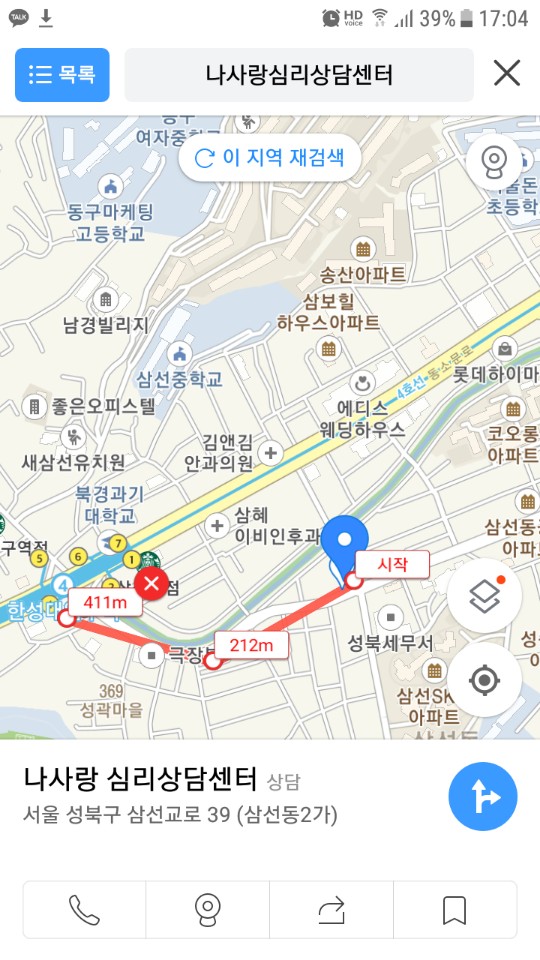 TALK
HD voice
39%
17:04
목록
나사랑심리상담센터
여자중학교
이 지역 재검색
동구마케팅
고등학교
초등학교
송산아파트
남경빌리지
삼보힐
하우스아파트
삼선중학교
4호선
동소문로
롯데하이마
에디스
웨딩하우스
좋은오피스텔
코오롱
아파트
김앤김
안과의원
새삼선유치원
북경과기
대학교
삼혜
이비인후과
구역점
5
6
7
1
2
4
시작
411m
한성대
212m
극장
성북세무서
369
성곽마을
삼선SK
아파트
나사랑 심리상담센터 상담
서울 성북구 삼선교로 39 (삼선동2가)